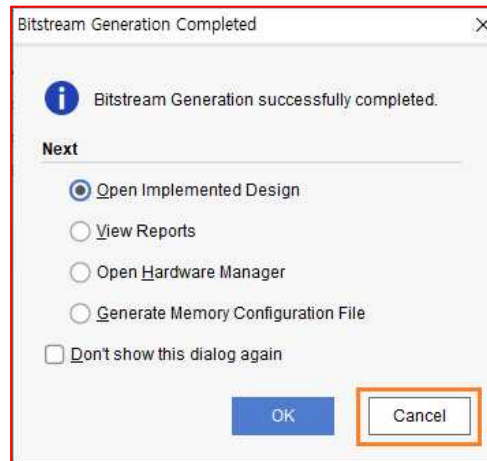 Bitstream Generation Completed
Bitstream Generation successfully completed.
Next
Open Implemented Design
View Reports
Open Hardware Manager
Generate Memory Configuration File
Don't show this dialog again
OK Cancel